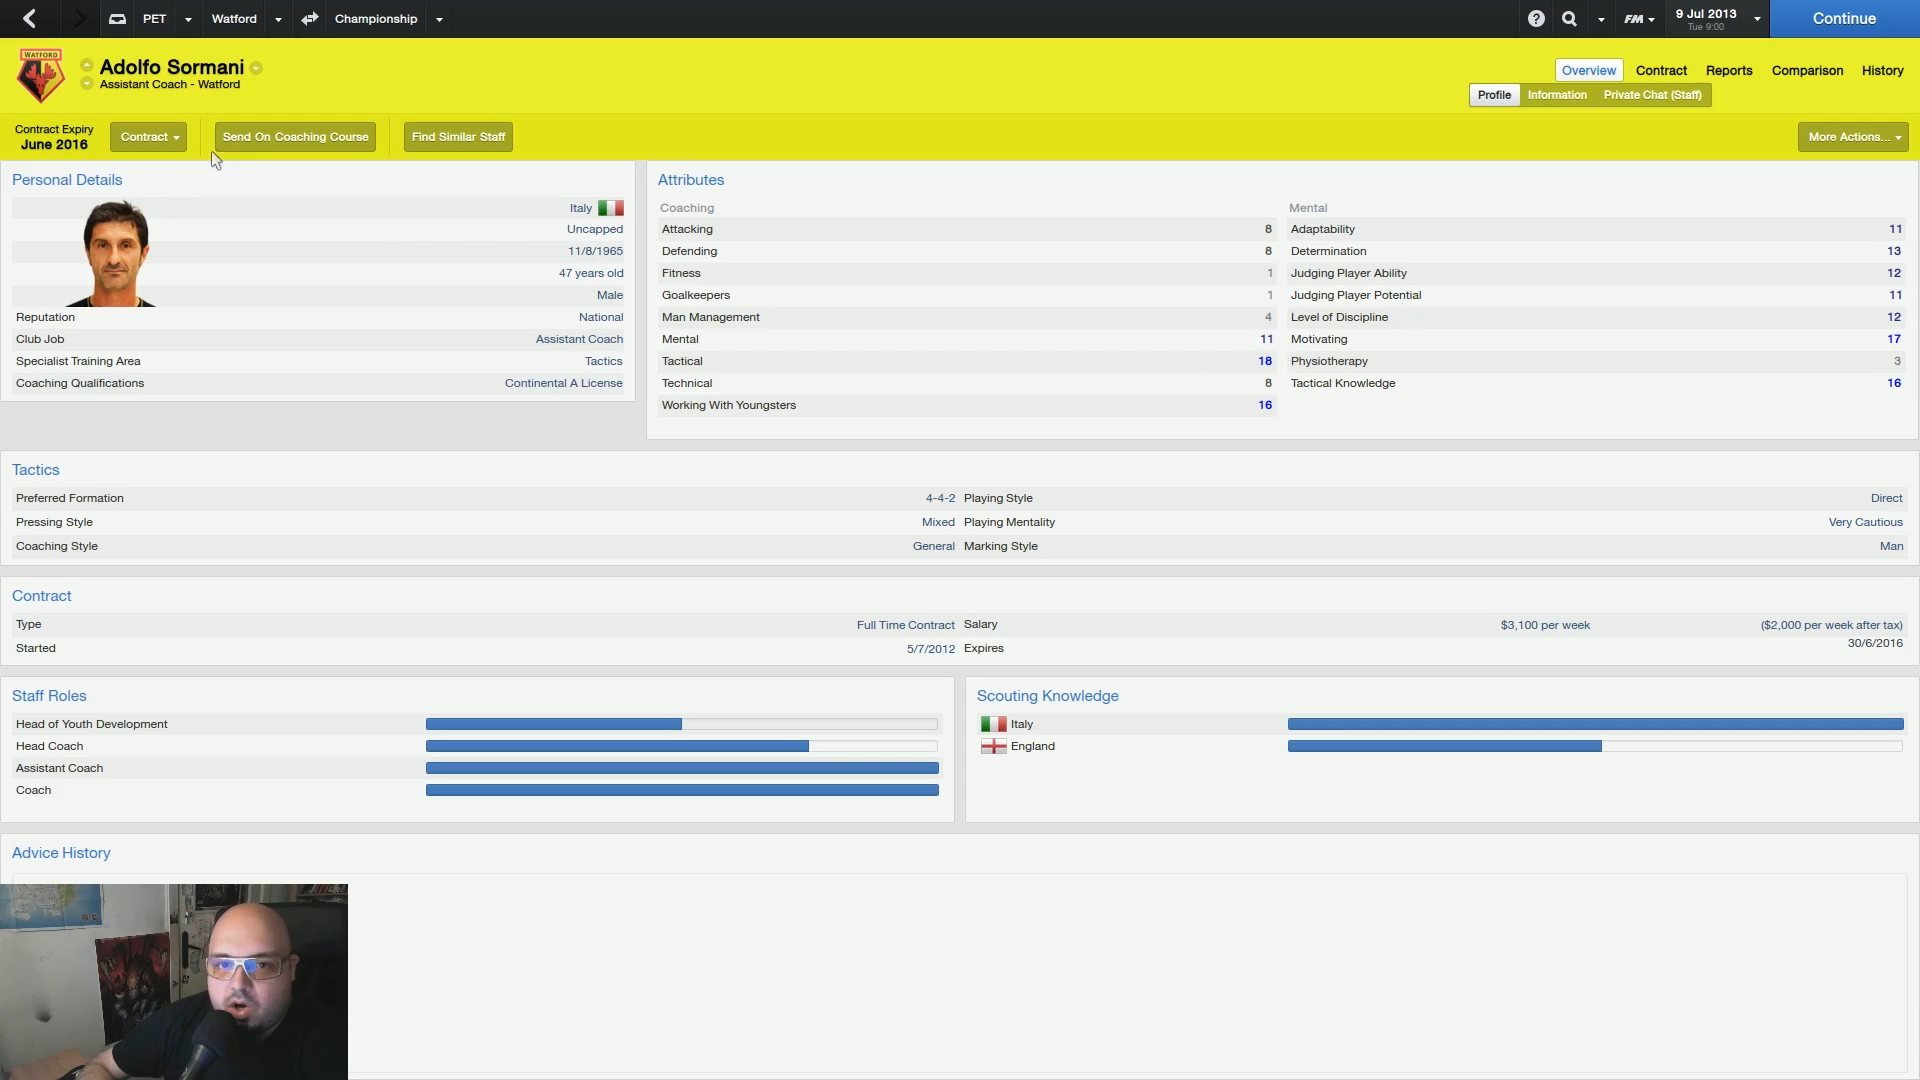 PET
Watford
Championship
?
FM
9 Jul 2013
Tue 9:00
Continue
WATFORD
Adolfo Sormani
Assistant Coach - Watford
Overview
Contract
Reports
Comparison
History
Profile
Information
Private Chat (Staff)
Contract Expiry
June 2016
Contract
Send On Coaching Course
Find Similar Staff
More Actions...
Personal Details
Italy
Uncapped
11/8/1965
47 years old
Male
Reputation National
Club Job Assistant Coach
Specialist Training Area Tactics
Coaching Qualifications Continental A License
Attributes
Coaching
Attacking 8
Defending 8
Fitness 1
Goalkeepers 1
Man Management 4
Mental 11
Tactical 18
Technical 8
Working With Youngsters 16
Mental
Adaptability 11
Determination 13
Judging Player Ability 12
Judging Player Potential 11
Level of Discipline 12
Motivating 17
Physiotherapy 3
Tactical Knowledge 16
Tactics
Preferred Formation 4-4-2 Playing Style Direct
Pressing Style Mixed Playing Mentality Very Cautious
Coaching Style General Marking Style Man
Contract
Type Full Time Contract Salary $3,100 per week ($2,000 per week after tax)
Started 5/7/2012 Expires 30/6/2016
Staff Roles
Head of Youth Development
Head Coach
Assistant Coach
Coach
Scouting Knowledge
Italy
England
Advice History